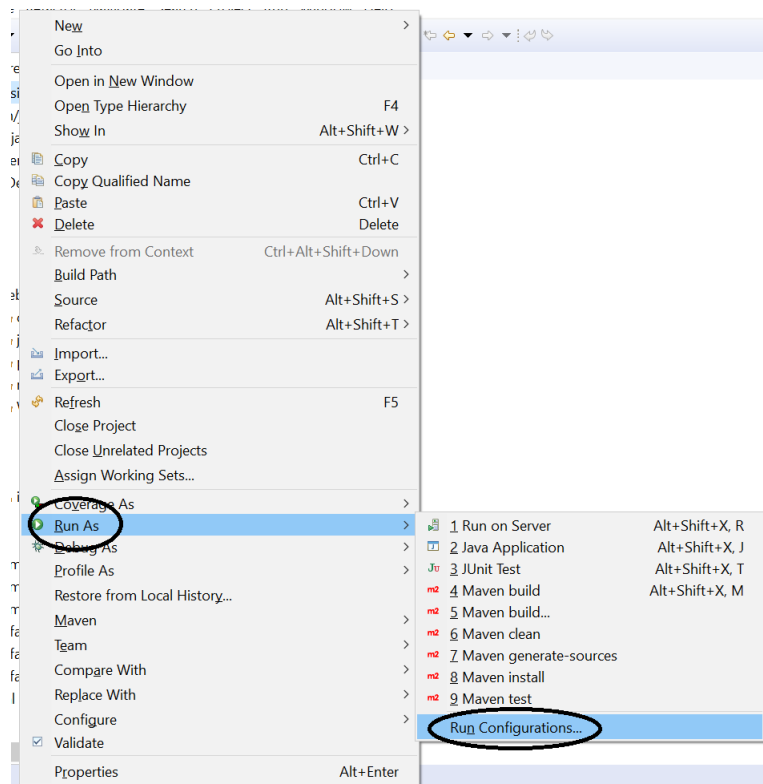 New
Go Into
Open in New Window
Open Type Hierarchy F4
Show In Alt+Shift+W >
Copy Ctrl+C
Copy Qualified Name
Paste Ctrl+V
Delete Delete
Remove from Context Ctrl+Alt+Shift+Down
Build Path
Source Alt+Shift+S >
Refactor Alt+Shift+T >
Import...
Export...
Refresh F5
Close Project
Close Unrelated Projects
Assign Working Sets...
Coverage As
Run As
Debug As
Profile As
Restore from Local History...
Maven
Team
Compare With
Replace With
Configure
Validate
Properties Alt+Enter
1 Run on Server Alt+Shift+X, R
2 Java Application Alt+Shift+X, J
3 JUnit Test Alt+Shift+X, T
4 Maven build Alt+Shift+X, M
5 Maven build...
6 Maven clean
7 Maven generate-sources
8 Maven install
9 Maven test
Run Configurations...